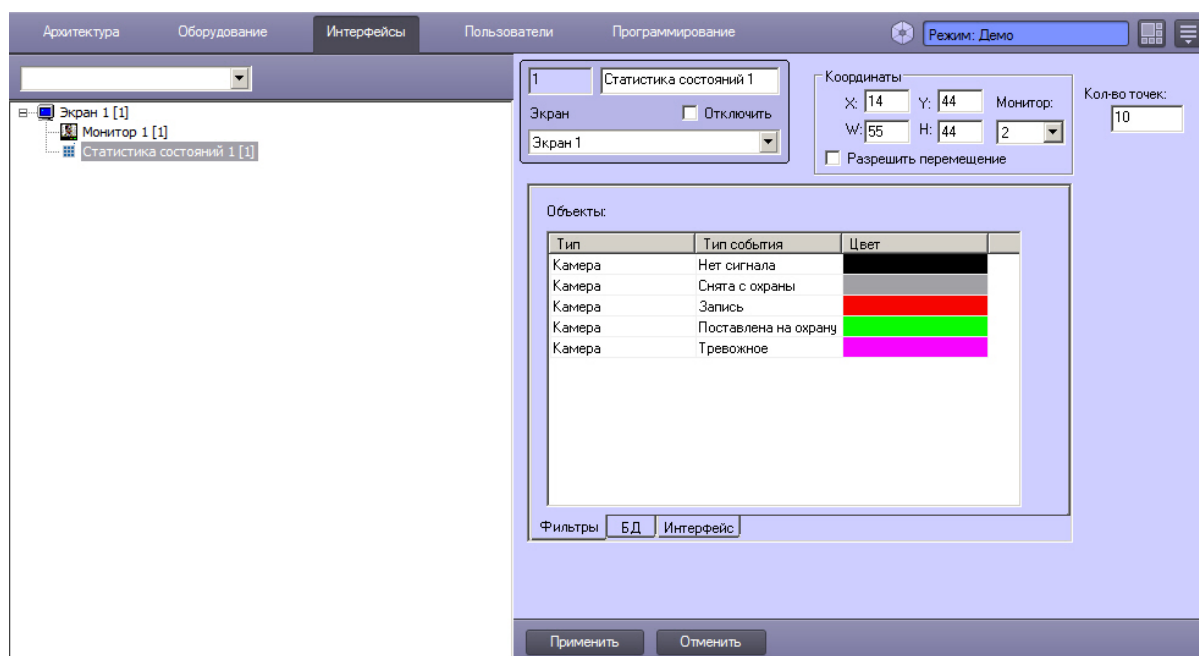 Архитектура Оборудование Интерфейсы Пользователи Программирование Режим: Демо
Экран 1 [1]
Монитор 1 [1]
Статистика состояний 1 [1]
1 Статистика состояний 1
Экран Отключить
Экран 1
Координаты
X: 14 Y: 44 Монитор:
W: 55 H: 44 2
Разрешить перемещение
Кол-во точек:
10
Объекты:
Тип Тип события Цвет
Камера Нет сигнала
Камера Снята с охраны
Камера Запись
Камера Поставлена на охрану
Камера Тревожное
Фильтры БД Интерфейс
Применить Отменить